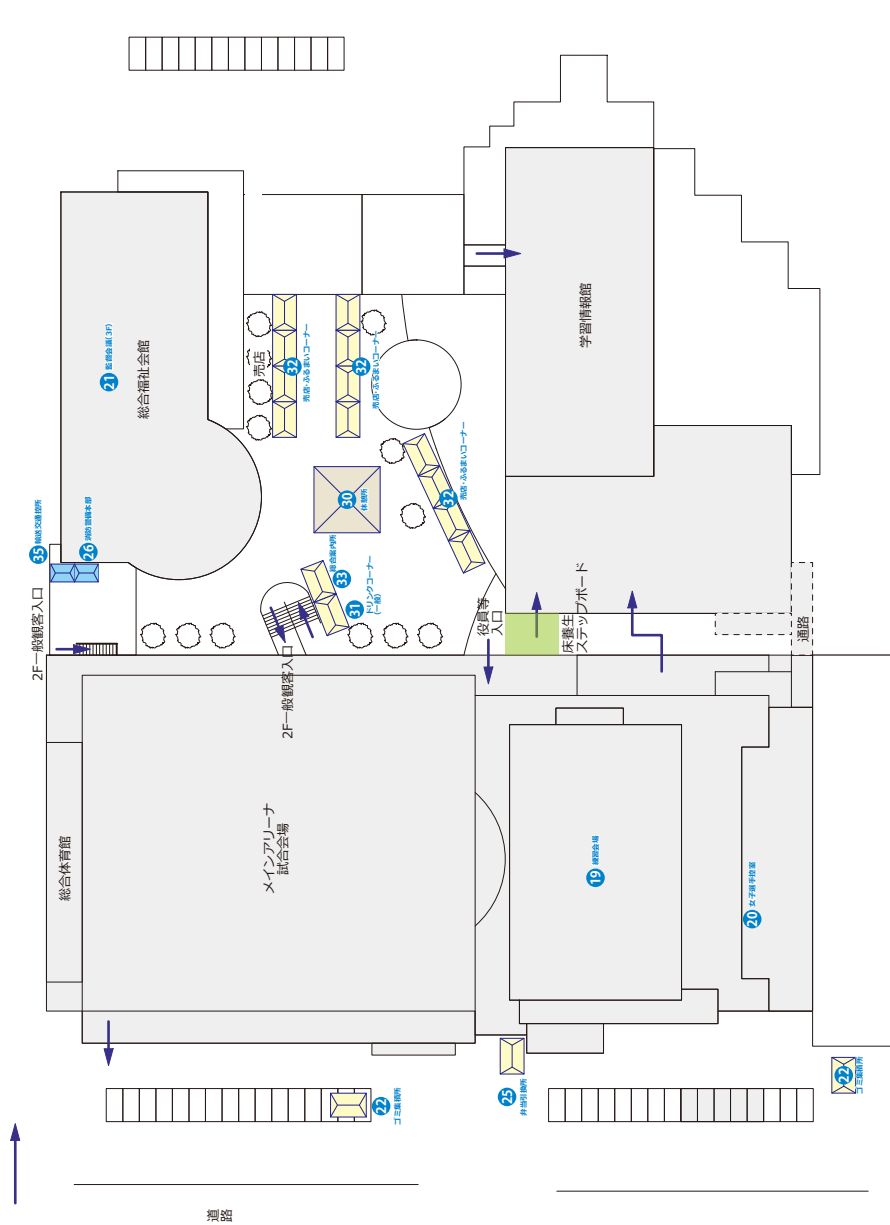 2F一般観客入口
35 輸送交通控所
26 消防警備本部
21 監督会議(3F)
総合福祉会館
売店
32
売店・ふるまいコーナー
32
売店・ふるまいコーナー
32
売店・ふるまいコーナー
30
休憩所
33 総合案内所
31 ドリンクコーナー
(一般)
2F一般観客入口
学習情報館
役員等
入口
床養生
ステップボード
通路
総合体育館
メインアリーナ
試合会場
19 練習会場
20 女子選手控室
22
ゴミ集積所
25
弁当引換所
22
ゴミ集積所
道路